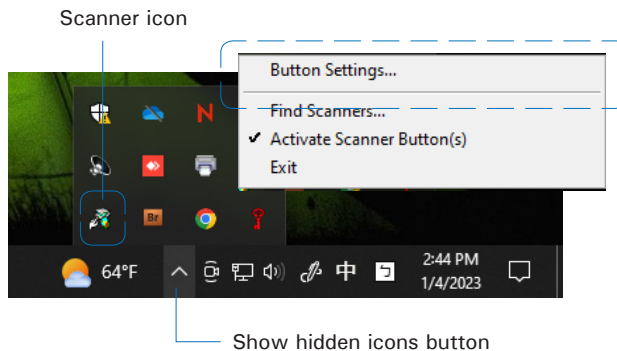 Scanner icon
Button Settings...
Find Scanners...
Activate Scanner Button(s)
Exit
N
Br
64°F
中
ㄅ
2:44 PM
1/4/2023
Show hidden icons button